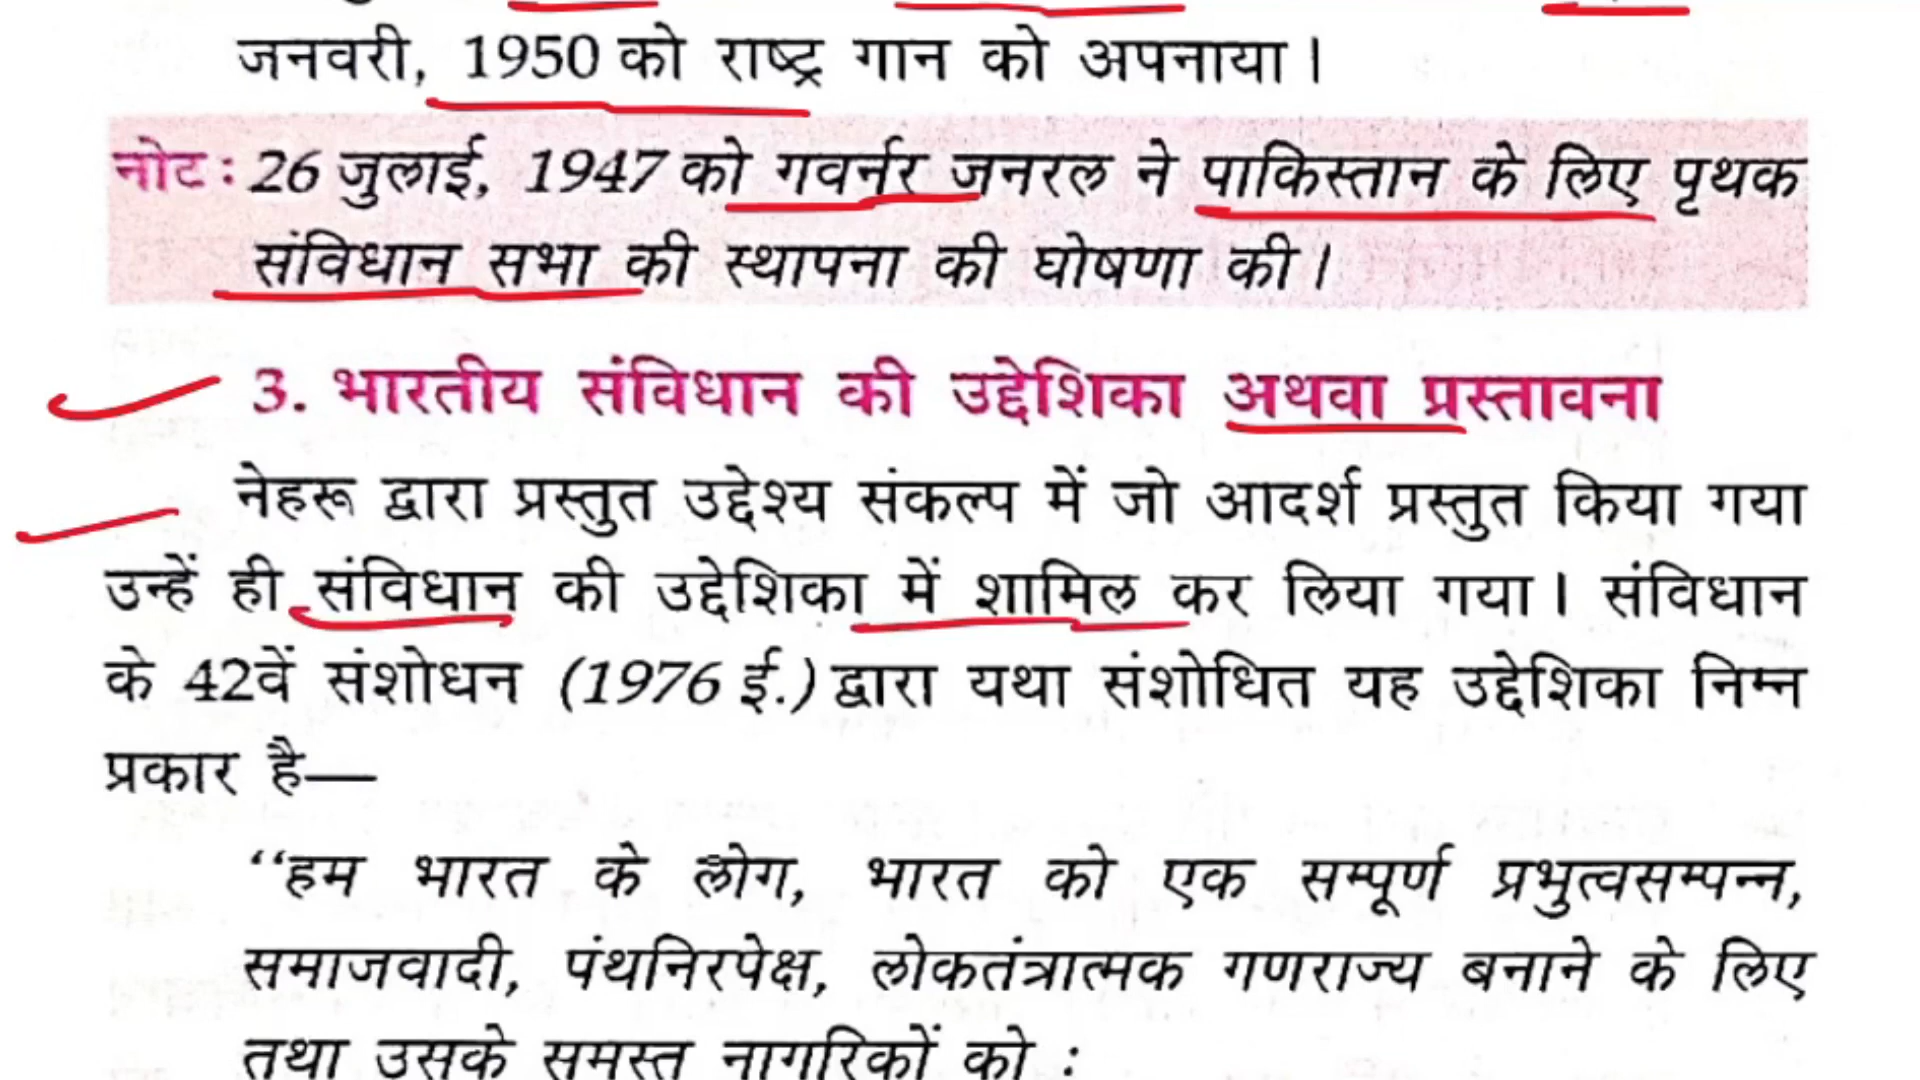 जनवरी, 1950 को राष्ट्र गान को अपनाया।
नोट: 26 जुलाई, 1947 को गवर्नर जनरल ने पाकिस्तान के लिए पृथक
संविधान सभा की स्थापना की घोषणा की।
3. भारतीय संविधान की उद्देशिका अथवा प्रस्तावना
नेहरू द्वारा प्रस्तुत उद्देश्य संकल्प में जो आदर्श प्रस्तुत किया गया
उन्हें ही संविधान की उद्देशिका में शामिल कर लिया गया। संविधान
के 42वें संशोधन (1976 ई.) द्वारा यथा संशोधित यह उद्देशिका निम्न
प्रकार है—
‘‘हम भारत के लोग, भारत को एक सम्पूर्ण प्रभुत्वसम्पन्न,
समाजवादी, पंथनिरपेक्ष, लोकतंत्रात्मक गणराज्य बनाने के लिए
तथा उसके समस्त नागरिकों को :